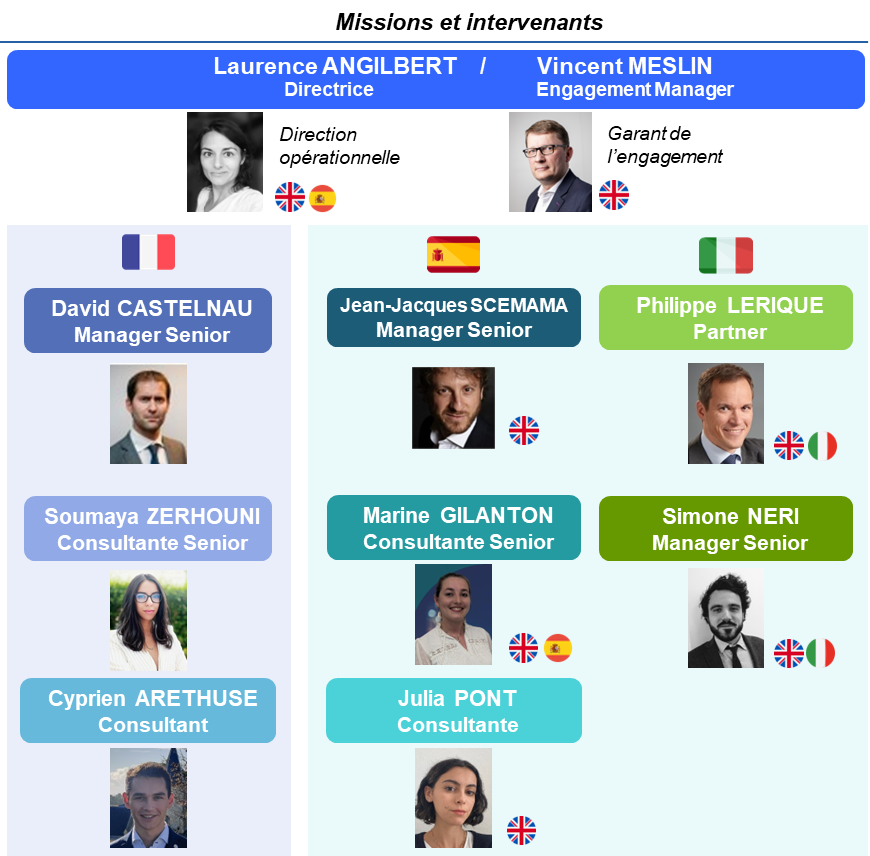 Missions et intervenants
Laurence ANGILBERT / Vincent MESLIN
Directrice Engagement Manager
Direction
opérationnelle
Garant de
l’engagement
David CASTELNAU
Manager Senior
Jean-Jacques SCEMAMA
Manager Senior
Philippe LERIQUE
Partner
Soumaya ZERHOUNI
Consultante Senior
Marine GILANTON
Consultante Senior
Simone NERI
Manager Senior
Cyprien ARETHUSE
Consultant
Julia PONT
Consultante